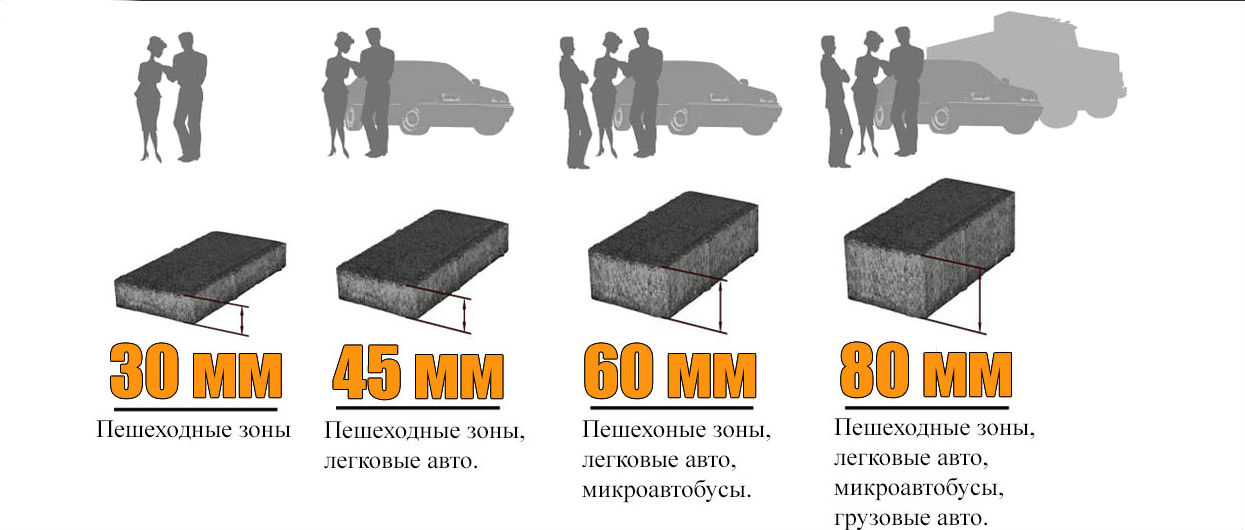 30 мм
Пешеходные зоны
45 мм
Пешеходные зоны,
легковые авто.
60 мм
Пешехоные зоны,
легковые авто,
микроавтобусы.
80 мм
Пешеходные зоны,
легковые авто,
микроавтобусы,
грузовые авто.